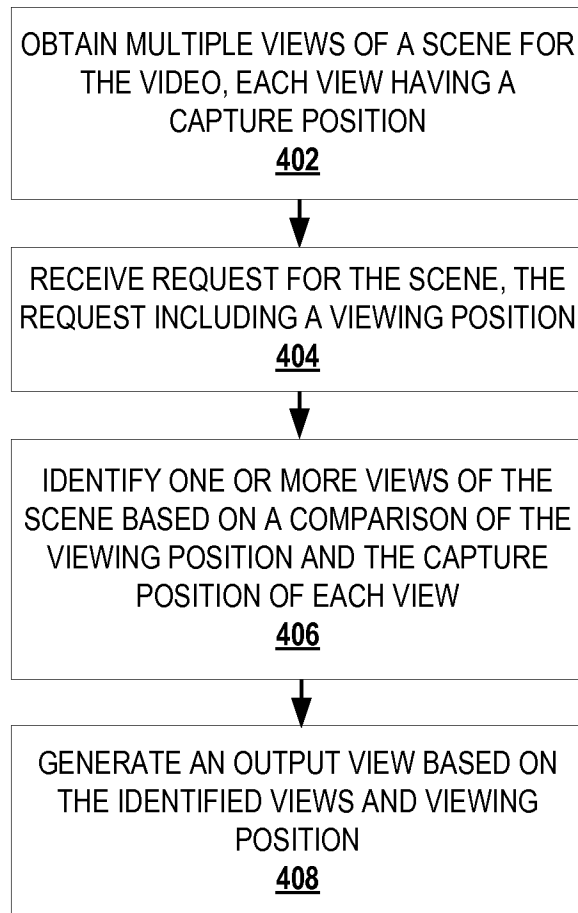 OBTAIN MULTIPLE VIEWS OF A SCENE FOR
THE VIDEO, EACH VIEW HAVING A
CAPTURE POSITION
402
RECEIVE REQUEST FOR THE SCENE, THE
REQUEST INCLUDING A VIEWING POSITION
404
IDENTIFY ONE OR MORE VIEWS OF THE
SCENE BASED ON A COMPARISON OF THE
VIEWING POSITION AND THE CAPTURE
POSITION OF EACH VIEW
406
GENERATE AN OUTPUT VIEW BASED ON
THE IDENTIFIED VIEWS AND VIEWING
POSITION
408